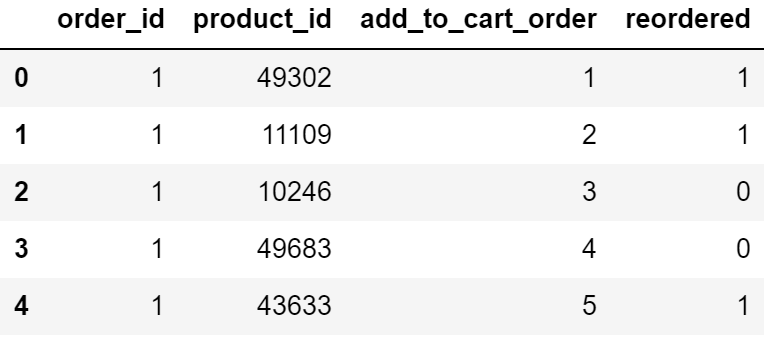 order_id product_id add_to_cart_order reordered
0 1 49302 1 1
1 1 11109 2 1
2 1 10246 3 0
3 1 49683 4 0
4 1 43633 5 1